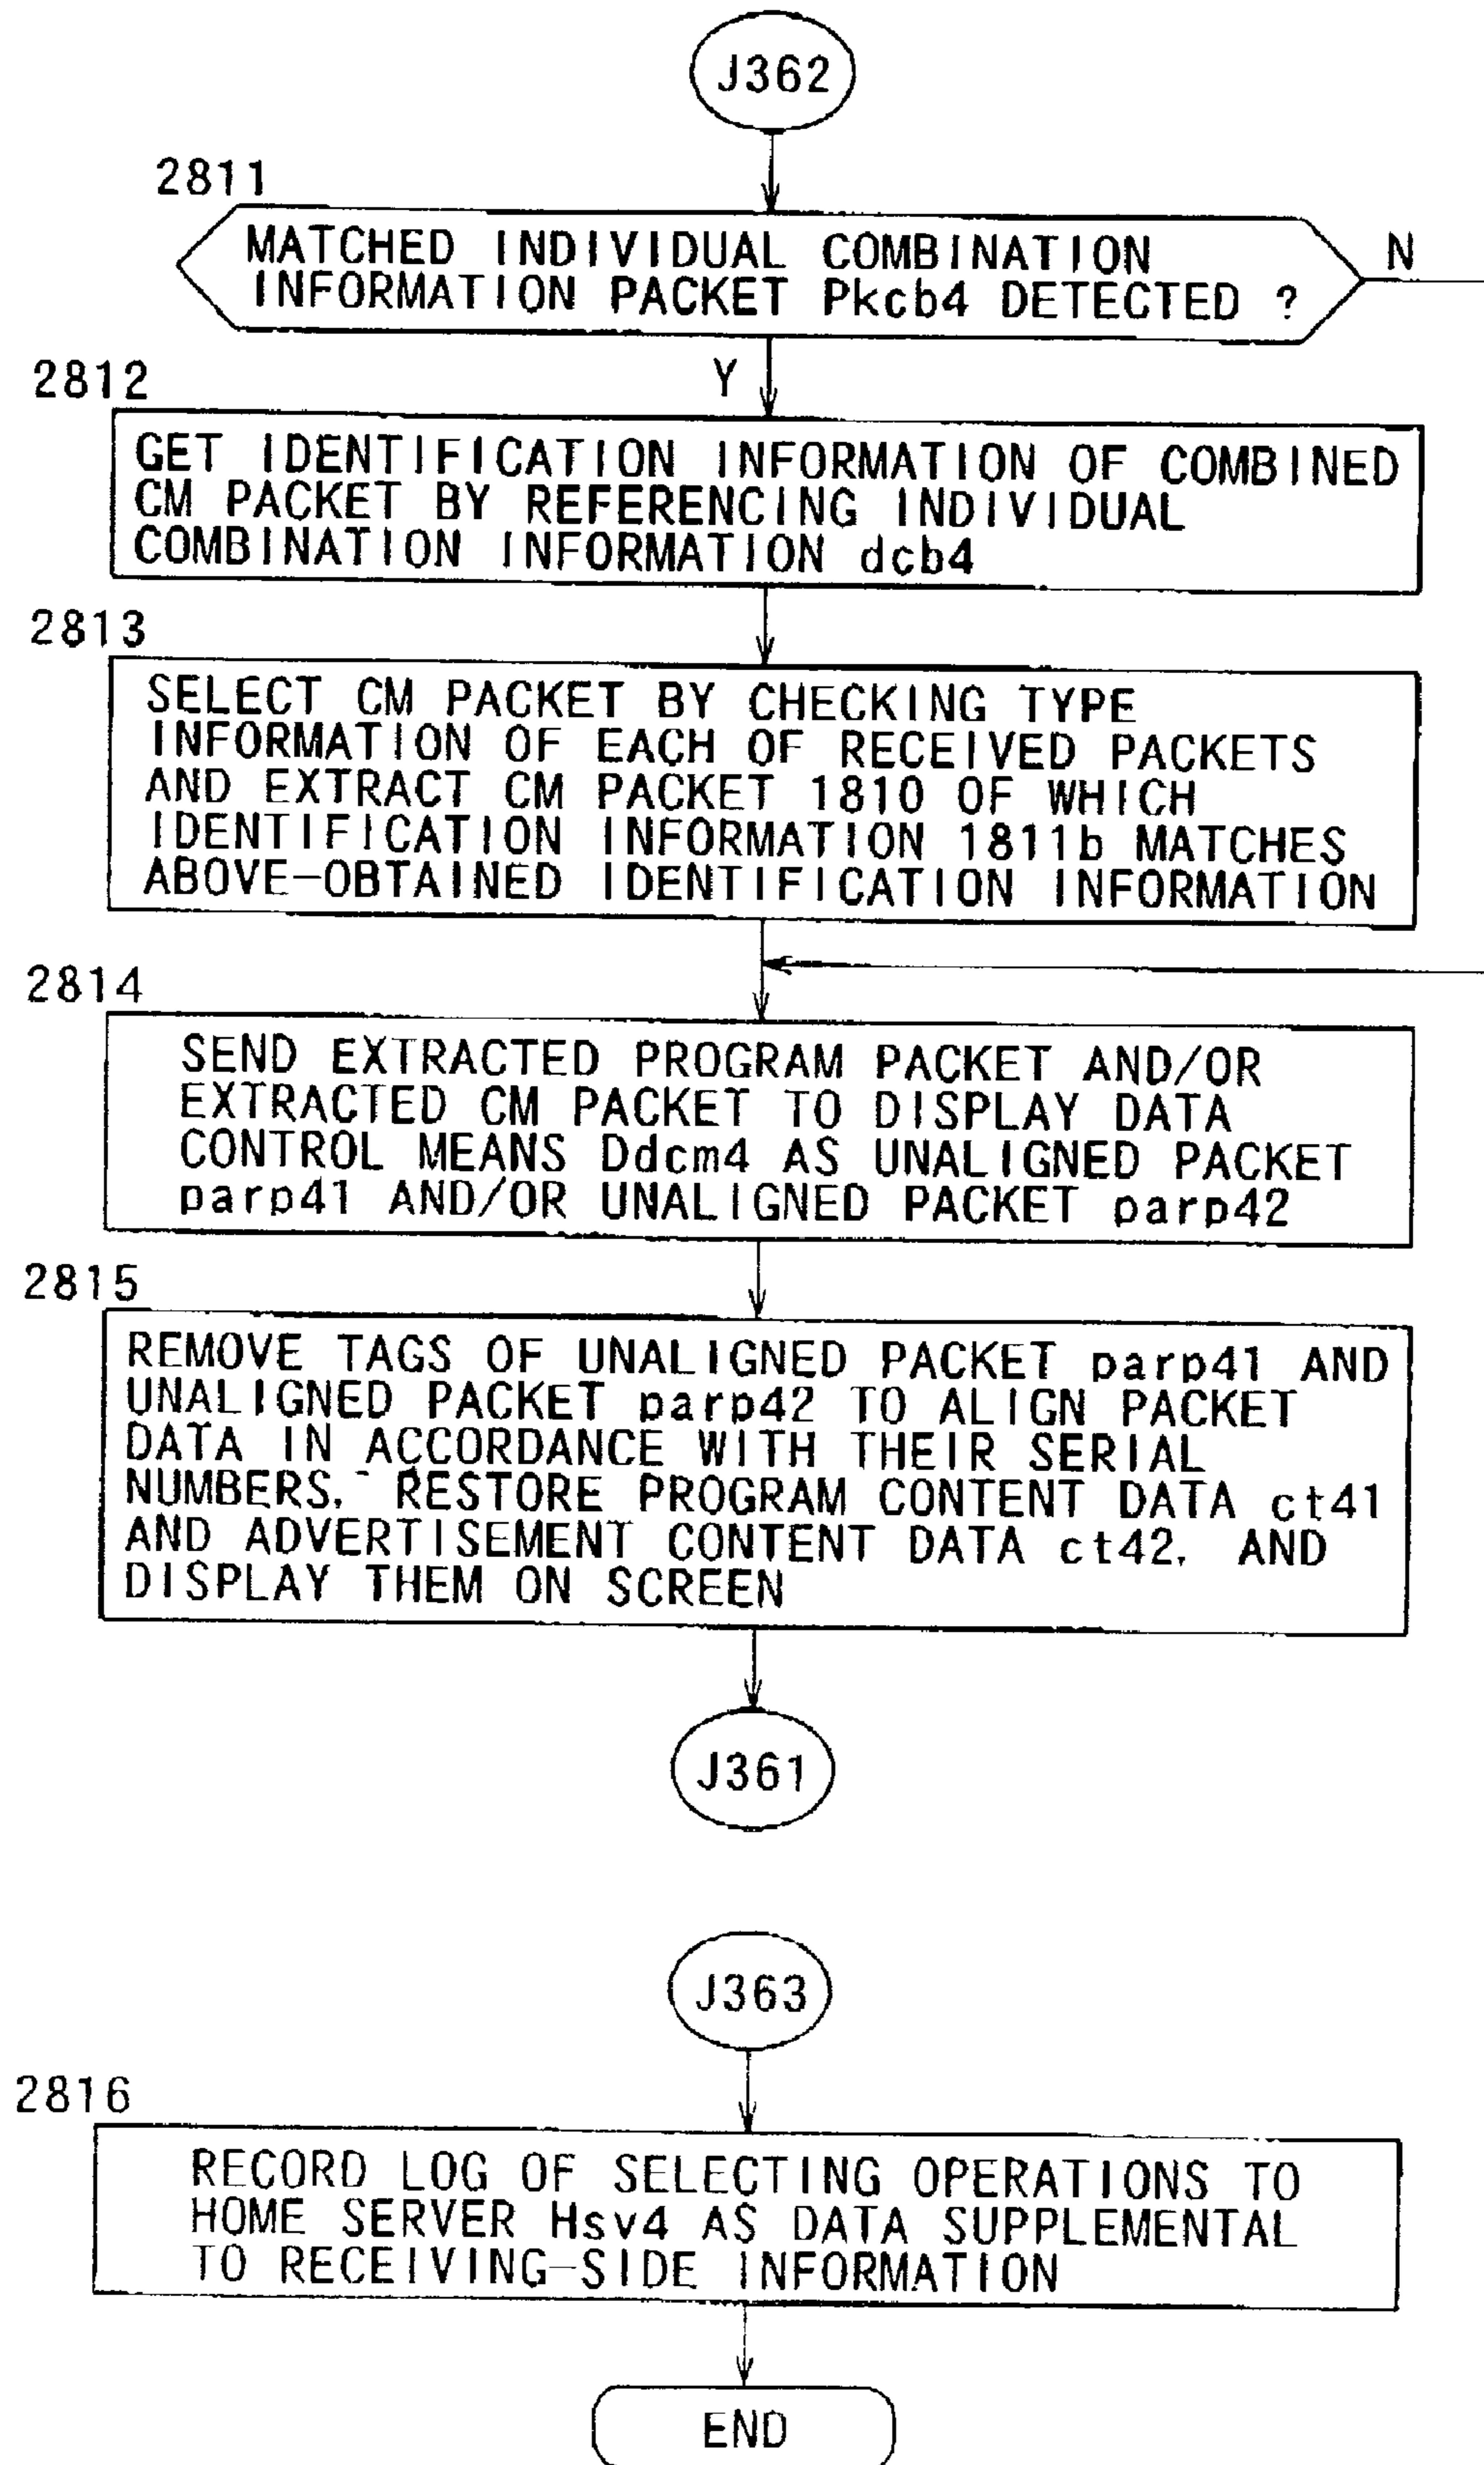 J362
2811
MATCHED INDIVIDUAL COMBINATION
INFORMATION PACKET Pkcb4 DETECTED ?
N
Y
2812
GET IDENTIFICATION INFORMATION OF COMBINED
CM PACKET BY REFERENCING INDIVIDUAL
COMBINATION INFORMATION dcb4
2813
SELECT CM PACKET BY CHECKING TYPE
INFORMATION OF EACH OF RECEIVED PACKETS
AND EXTRACT CM PACKET 1810 OF WHICH
IDENTIFICATION INFORMATION 1811b MATCHES
ABOVE-OBTAINED IDENTIFICATION INFORMATION
2814
SEND EXTRACTED PROGRAM PACKET AND/OR
EXTRACTED CM PACKET TO DISPLAY DATA
CONTROL MEANS Ddcm4 AS UNALIGNED PACKET
parp41 AND/OR UNALIGNED PACKET parp42
2815
REMOVE TAGS OF UNALIGNED PACKET parp41 AND
UNALIGNED PACKET parp42 TO ALIGN PACKET
DATA IN ACCORDANCE WITH THEIR SERIAL
NUMBERS, RESTORE PROGRAM CONTENT DATA ct41
AND ADVERTISEMENT CONTENT DATA ct42, AND
DISPLAY THEM ON SCREEN
J361
J363
2816
RECORD LOG OF SELECTING OPERATIONS TO
HOME SERVER Hsv4 AS DATA SUPPLEMENTAL
TO RECEIVING-SIDE INFORMATION
END